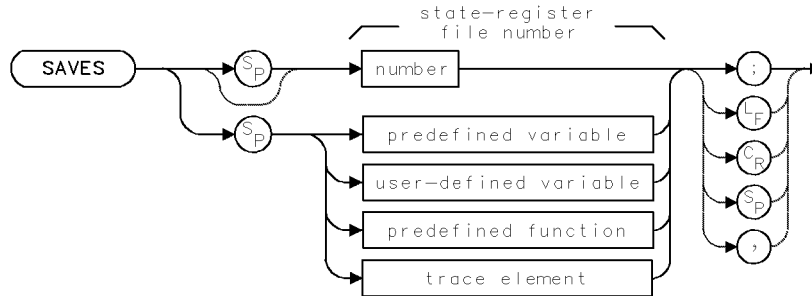 state-register
file number
SAVES
SP
number
;
LF
SP
predefined variable
CR
user-defined variable
SP
predefined function
,
trace element